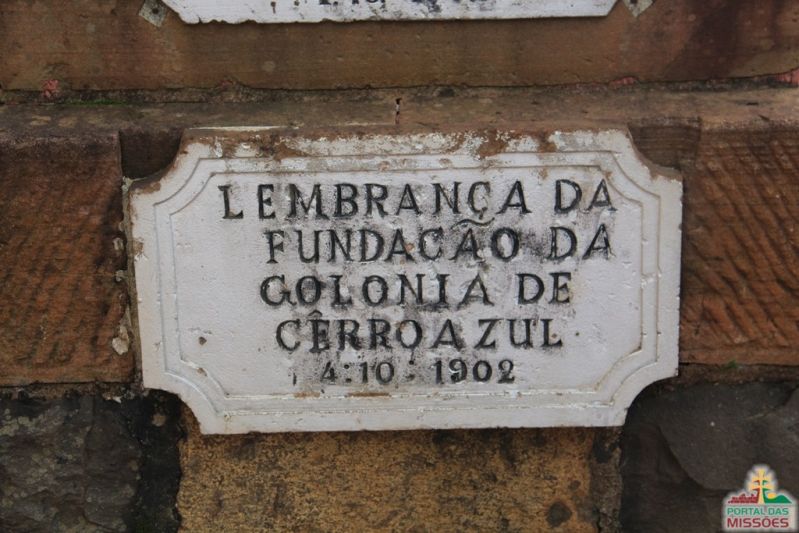 LEMBRANÇA DA
FUNDAÇÃO DA
COLONIA DE
CÊRRO AZUL
4:10 - 1902
PORTAL DAS
MISSÕES